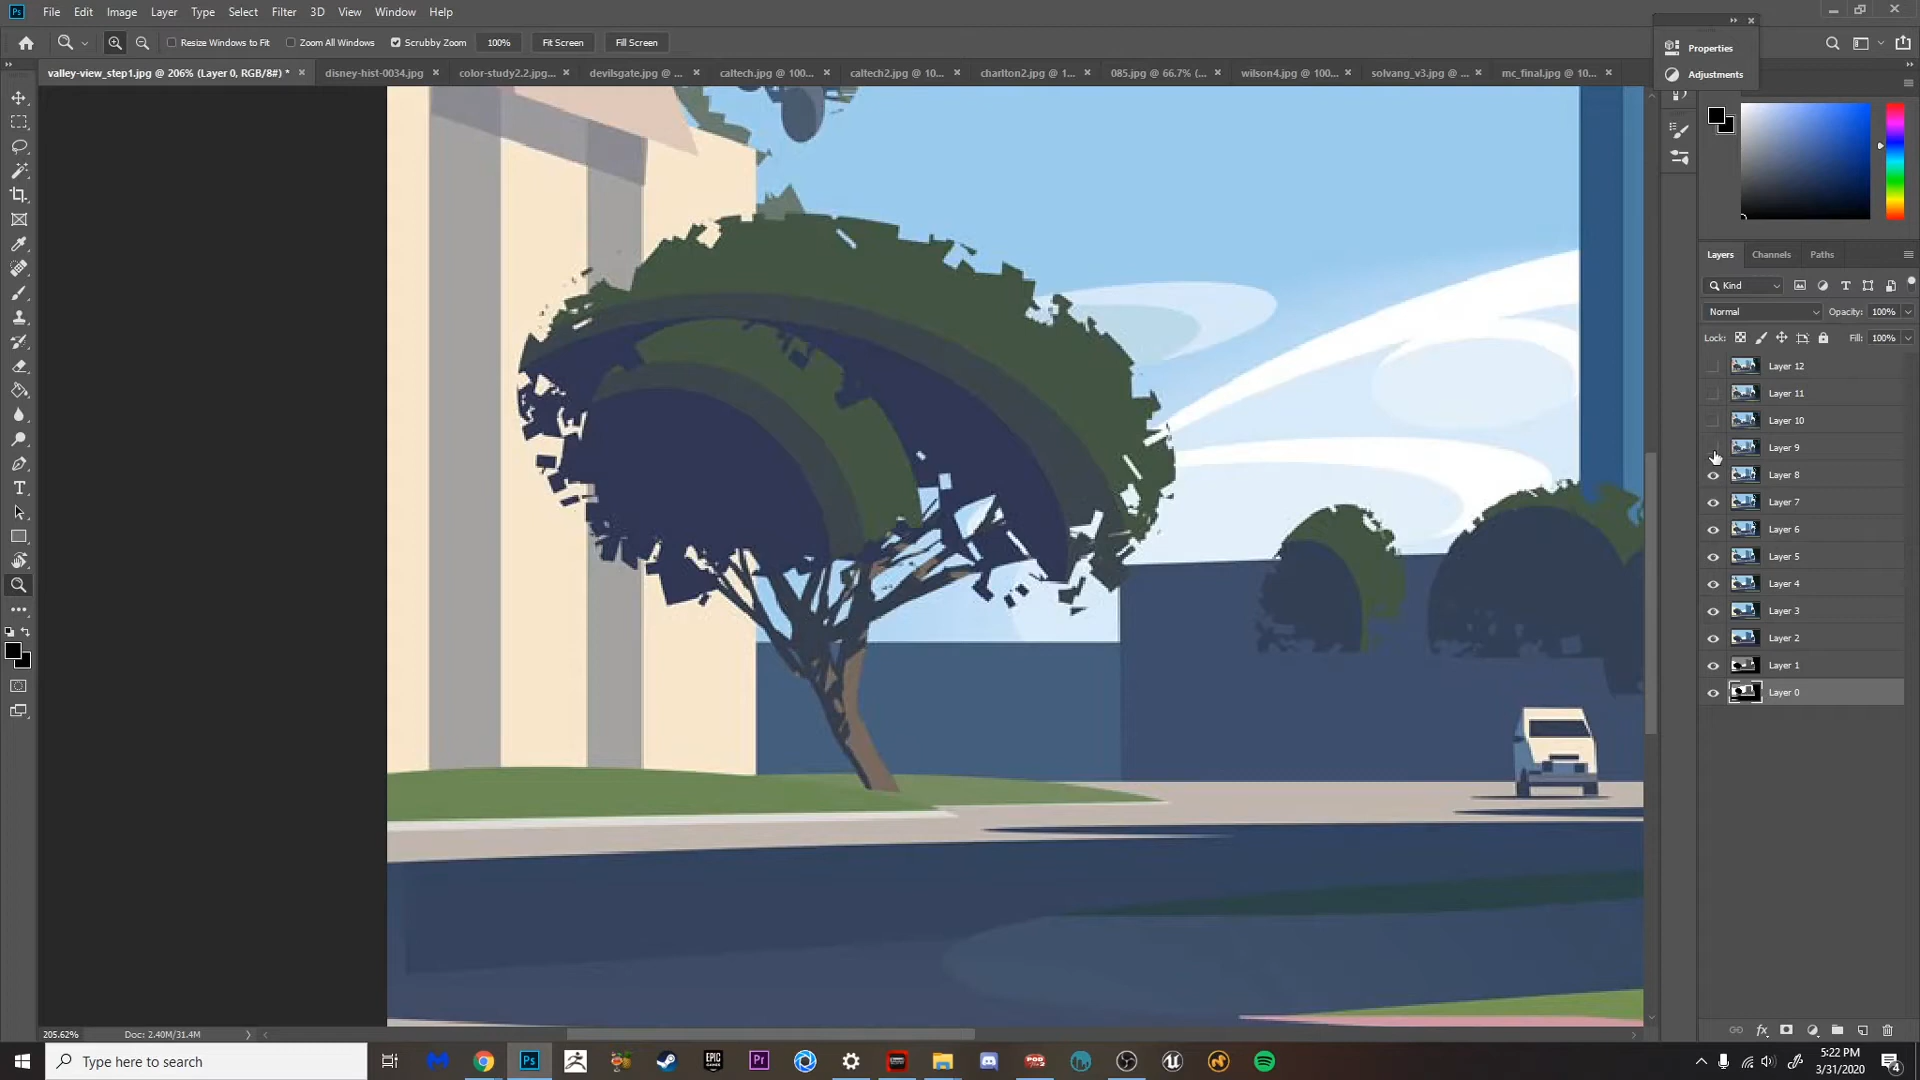 Ps File Edit Image Layer Type Select Filter 3D View Window Help
Resize Windows to Fit Zoom All Windows Scrubby Zoom 100% Fit Screen Fill Screen
Properties
Adjustments
valley-view_step1.jpg @ 206% (Layer 0, RGB/8#) * disney-hist-0034.jpg color-study2.2.jpg... devilsgate.jpg @ ... caltech.jpg @ 100... caltech2.jpg @ 10... charlton2.jpg @ 1... 085.jpg @ 66.7% (... wilson4.jpg @ 100... solvang_v3.jpg @ ... mc_final.jpg @ 10...
Layers Channels Paths
Kind
Normal Opacity: 100%
Lock: Fill: 100%
Layer 12
Layer 11
Layer 10
Layer 9
Layer 8
Layer 7
Layer 6
Layer 5
Layer 4
Layer 3
Layer 2
Layer 1
Layer 0
205.62% Doc: 2.40M/31.4M
Type here to search
Ps
EPIC GAMES
Pr
5:22 PM
3/31/2020
4